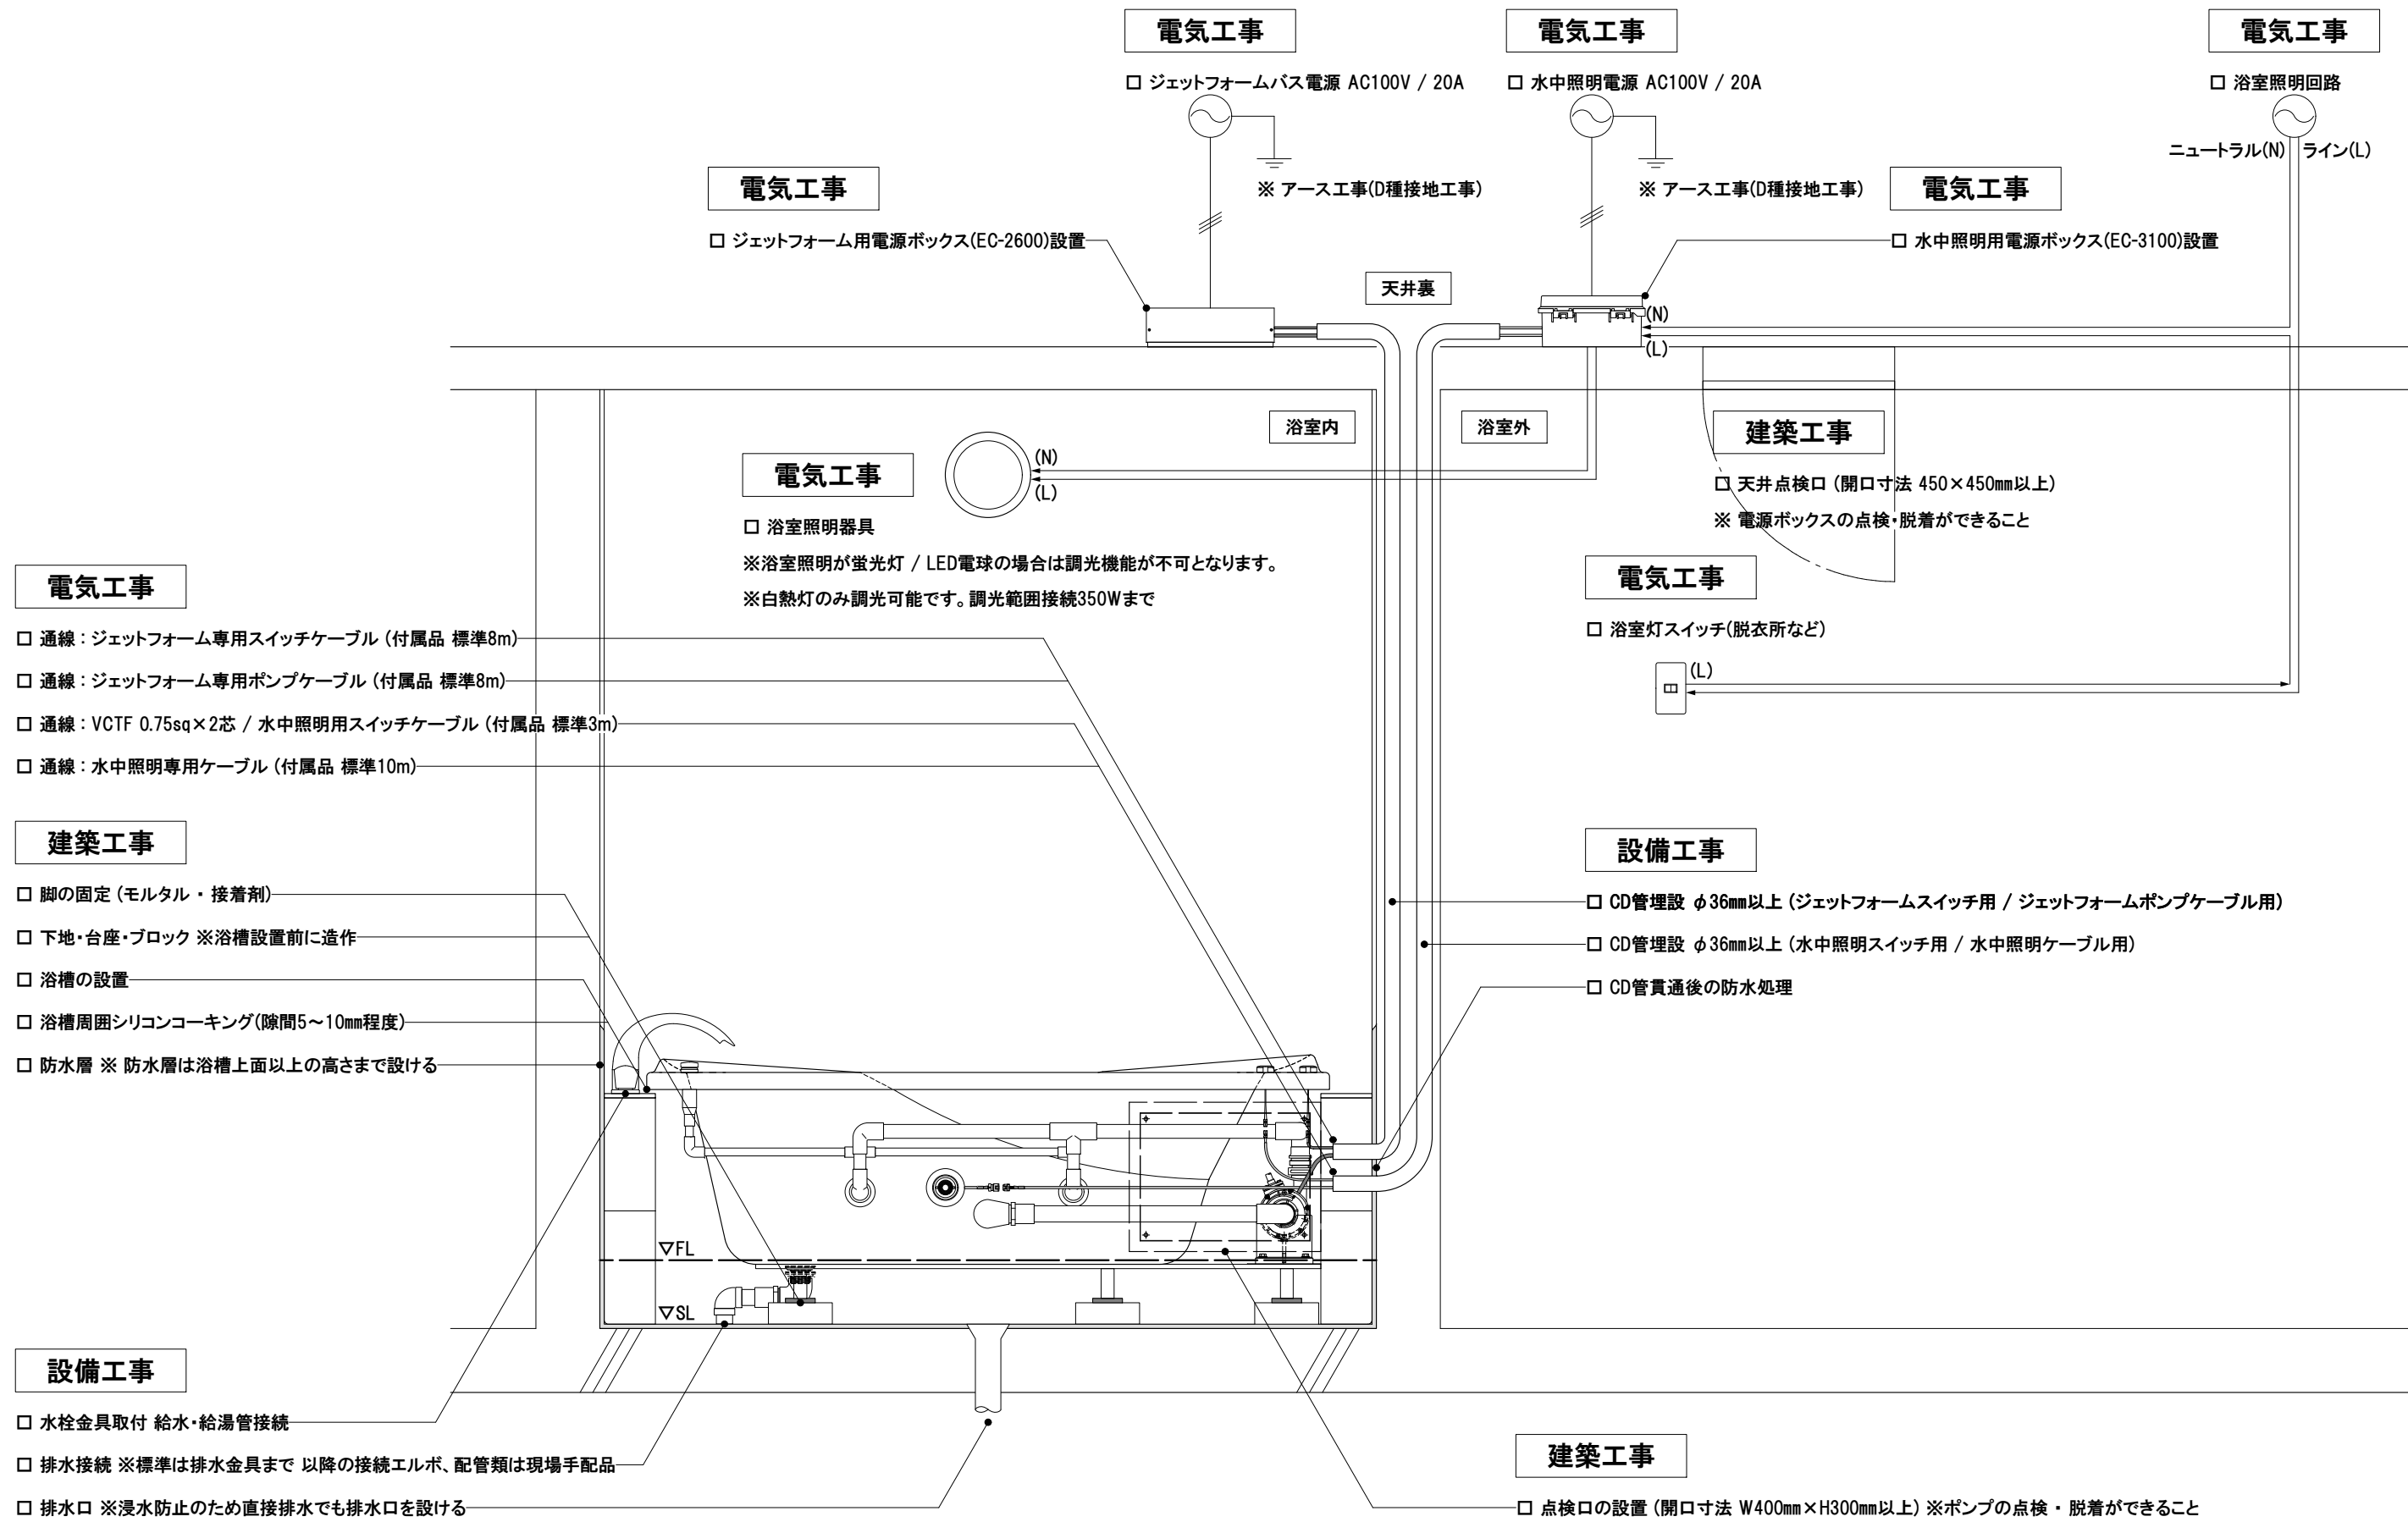 電気工事
□ ジェットフォームバス電源 AC100V / 20A
※ アース工事(D種接地工事)
電気工事
□ 水中照明電源 AC100V / 20A
※ アース工事(D種接地工事)
電気工事
□ 浴室照明回路
ニュートラル(N)
ライン(L)
電気工事
□ ジェットフォーム用電源ボックス(EC-2600)設置
電気工事
□ 水中照明用電源ボックス(EC-3100)設置
天井裏
(N)
(L)
浴室内
浴室外
電気工事
(N)
(L)
□ 浴室照明器具
※浴室照明が蛍光灯 / LED電球の場合は調光機能が不可となります。
※白熱灯のみ調光可能です。調光範囲接続350Wまで
建築工事
□ 天井点検口 (開口寸法 450×450mm以上)
※ 電源ボックスの点検・脱着ができること
電気工事
□ 浴室灯スイッチ(脱衣所など)
(L)
電気工事
□ 通線：ジェットフォーム専用スイッチケーブル (付属品 標準8m)
□ 通線：ジェットフォーム専用ポンプケーブル (付属品 標準8m)
□ 通線：VCTF 0.75sq×2芯 / 水中照明用スイッチケーブル (付属品 標準3m)
□ 通線：水中照明専用ケーブル (付属品 標準10m)
建築工事
□ 脚の固定 (モルタル ・ 接着剤)
□ 下地・台座・ブロック ※浴槽設置前に造作
□ 浴槽の設置
□ 浴槽周囲シリコンコーキング(隙間5～10mm程度)
□ 防水層 ※ 防水層は浴槽上面以上の高さまで設ける
設備工事
□ CD管埋設 φ36mm以上 (ジェットフォームスイッチ用 / ジェットフォームポンプケーブル用)
□ CD管埋設 φ36mm以上 (水中照明スイッチ用 / 水中照明ケーブル用)
□ CD管貫通後の防水処理
▽FL
▽SL
設備工事
□ 水栓金具取付 給水・給湯管接続
□ 排水接続 ※標準は排水金具まで 以降の接続エルボ、配管類は現場手配品
□ 排水口 ※浸水防止のため直接排水でも排水口を設ける
建築工事
□ 点検口の設置 (開口寸法 W400mm×H300mm以上) ※ポンプの点検 ・ 脱着ができること